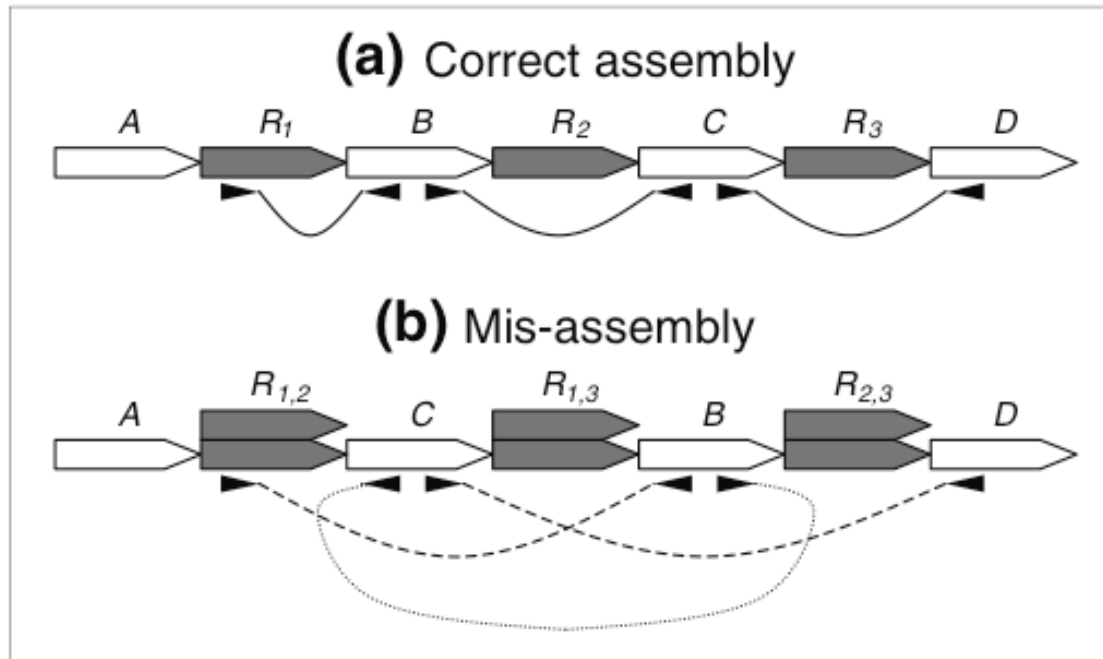 (a) Correct assembly
A R1 B R2 C R3 D
(b) Mis-assembly
A R1,2 C R1,3 B R2,3 D